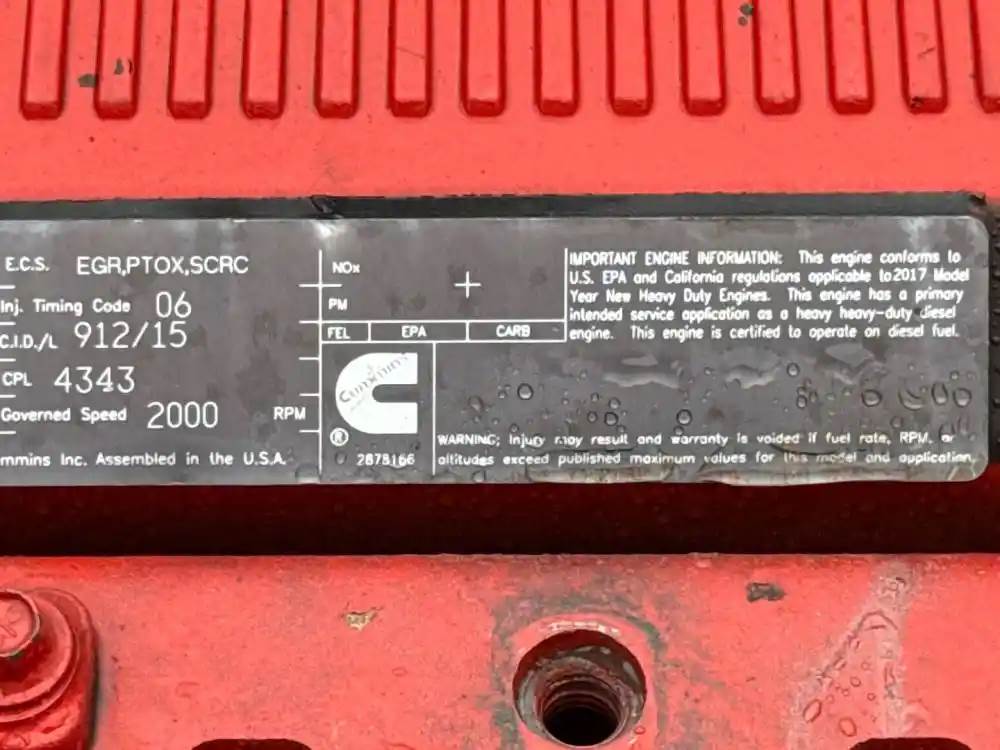 E.C.S. EGR,PTOX,SCRC
Inj. Timing Code 06
C.I.D./L 912/15
CPL 4343
Governed Speed 2000 RPM
mmins Inc. Assembled in the U.S.A.
NOx
PM
FEL EPA CARB
Cummins
®
2878166
IMPORTANT ENGINE INFORMATION: This engine conforms to
U.S. EPA and California regulations applicable to 2017 Model
Year New Heavy Duty Engines. This engine has a primary
intended service application as a heavy heavy-duty diesel
engine. This engine is certified to operate on diesel fuel.
WARNING; Injury may result and warranty is voided if fuel rate, RPM, or
altitudes exceed published maximum values for this model and application.